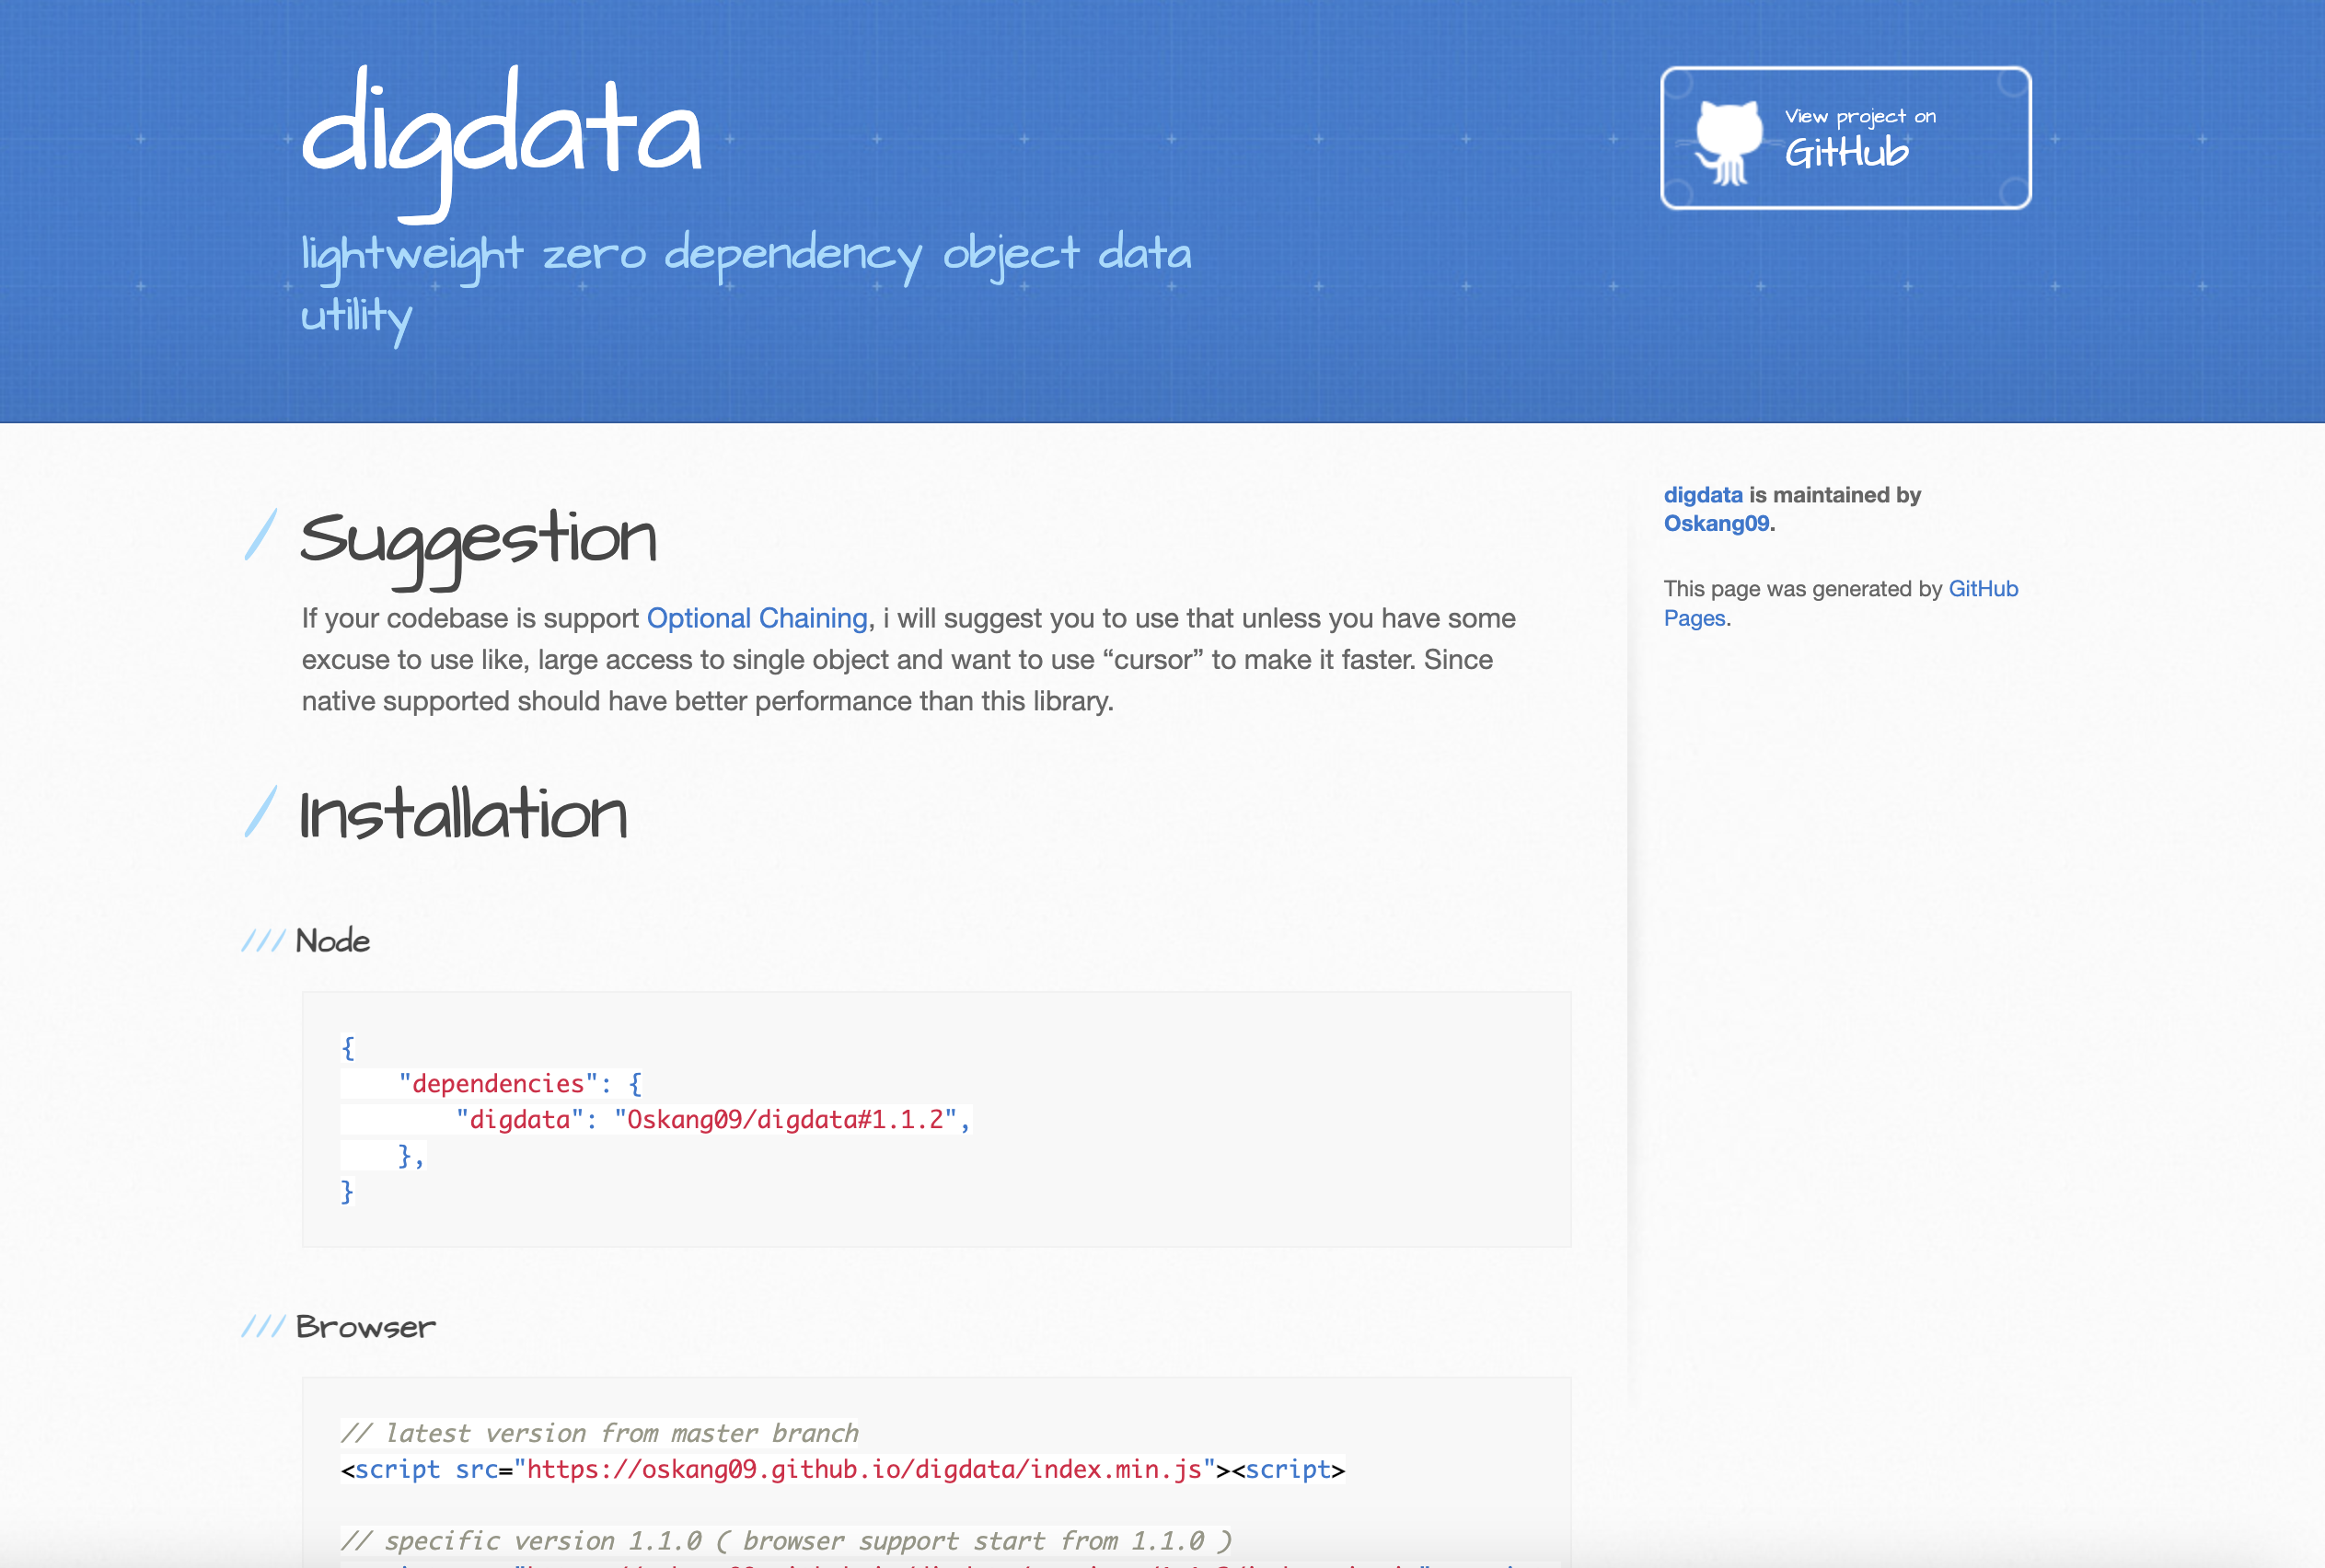 digdata
lightweight zero dependency object data
utility
View project on
GitHub
Suggestion
If your codebase is support Optional Chaining, i will suggest you to use that unless you have some
excuse to use like, large access to single object and want to use “cursor” to make it faster. Since
native supported should have better performance than this library.
Installation
/// Node
{
    "dependencies": {
        "digdata": "Oskang09/digdata#1.1.2",
    },
}
/// Browser
// latest version from master branch
<script src="https://oskang09.github.io/digdata/index.min.js"><script>
// specific version 1.1.0 ( browser support start from 1.1.0 )
digdata is maintained by
Oskang09.
This page was generated by GitHub
Pages.